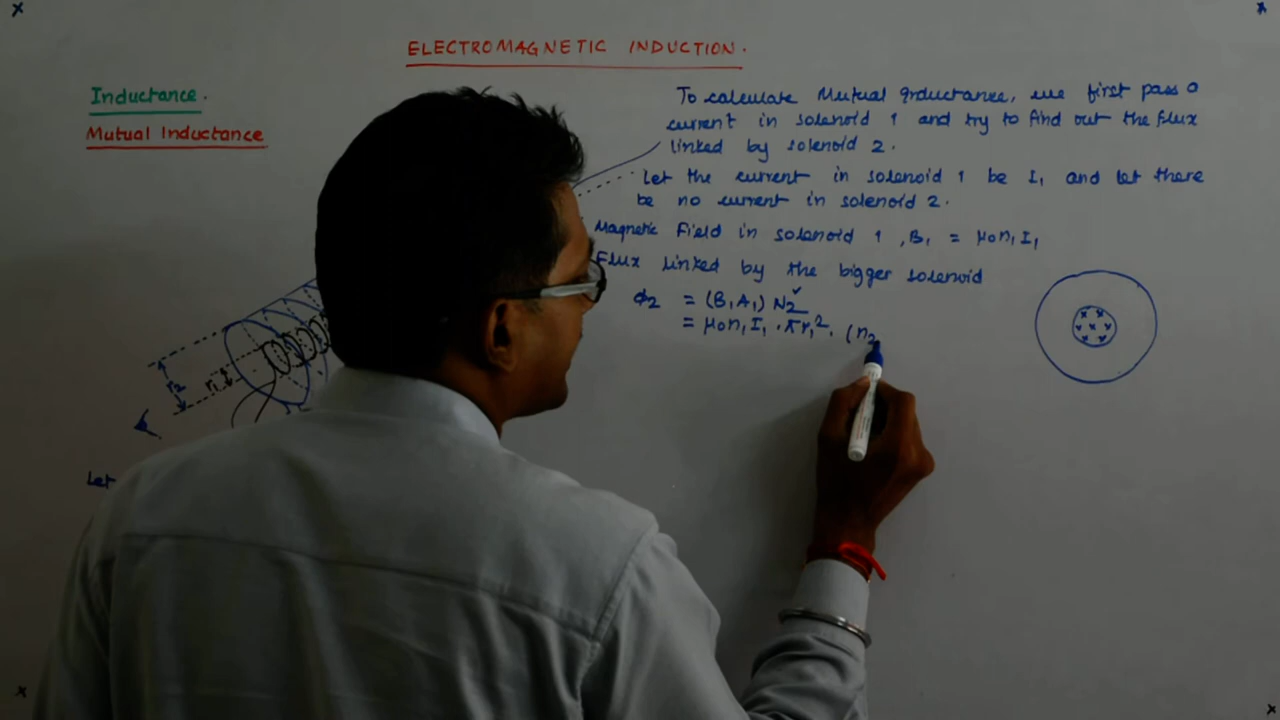 ELECTROMAGNETIC INDUCTION.
Inductance.
Mutual Inductance
To calculate Mutual Inductance, we first pass a
current in solenoid 1 and try to find out the flux
linked by solenoid 2.
Let the current in solenoid 1 be I₁ and let there
be no current in solenoid 2.
Magnetic Field in solenoid 1, B₁ = μ₀n₁I₁
Flux linked by the bigger solenoid
Φ₂ = (B₁A₁) N₂
= μ₀n₁I₁ . πr₁². (n₂
r₂
r₁
Let